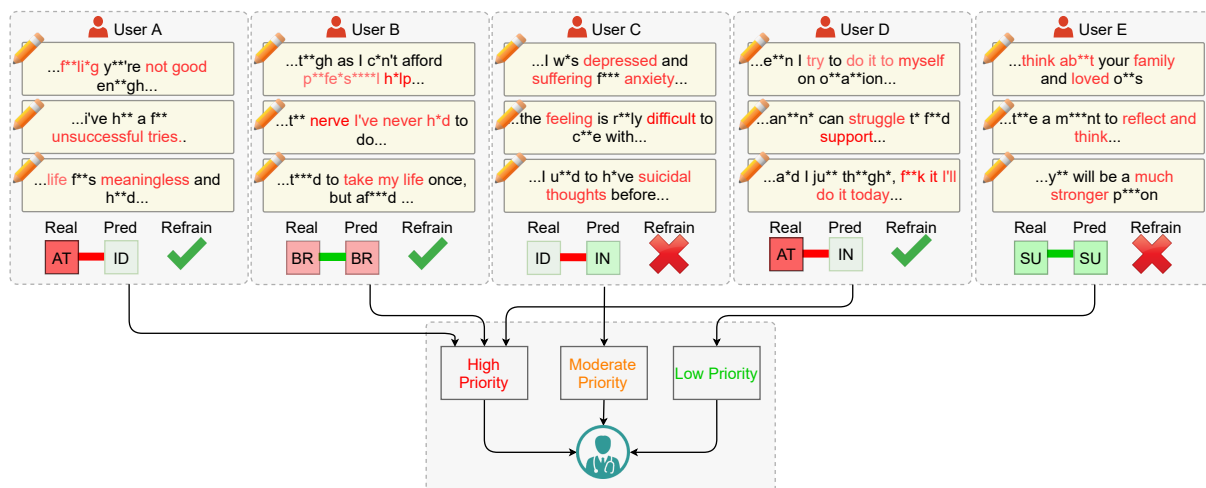 User A
...f**li*g y**'re not good
en**gh...
...i've h** a f**
unsuccessful tries..
...life f**s meaningless and
h**d...
Real Pred Refrain
AT ID
User B
...t**gh as I c*n't afford
p**fe*s****l h*lp...
...t** nerve I've never h*d to
do...
...t***d to take my life once,
but af***d ...
Real Pred Refrain
BR BR
User C
...I w*s depressed and
suffering f*** anxiety...
...the feeling is r**ly difficult to
c**e with...
...I u**d to h*ve suicidal
thoughts before...
Real Pred Refrain
ID IN
User D
...e**n I try to do it to myself
on o**a**ion...
...an**n* can struggle t* f**d
support...
...a*d I ju** th**gh*, f**k it I'll
do it today...
Real Pred Refrain
AT IN
User E
...think ab**t your family
and loved o**s
...t**e a m***nt to reflect and
think...
...y** will be a much
stronger p***on
Real Pred Refrain
SU SU
High
Priority
Moderate
Priority
Low Priority